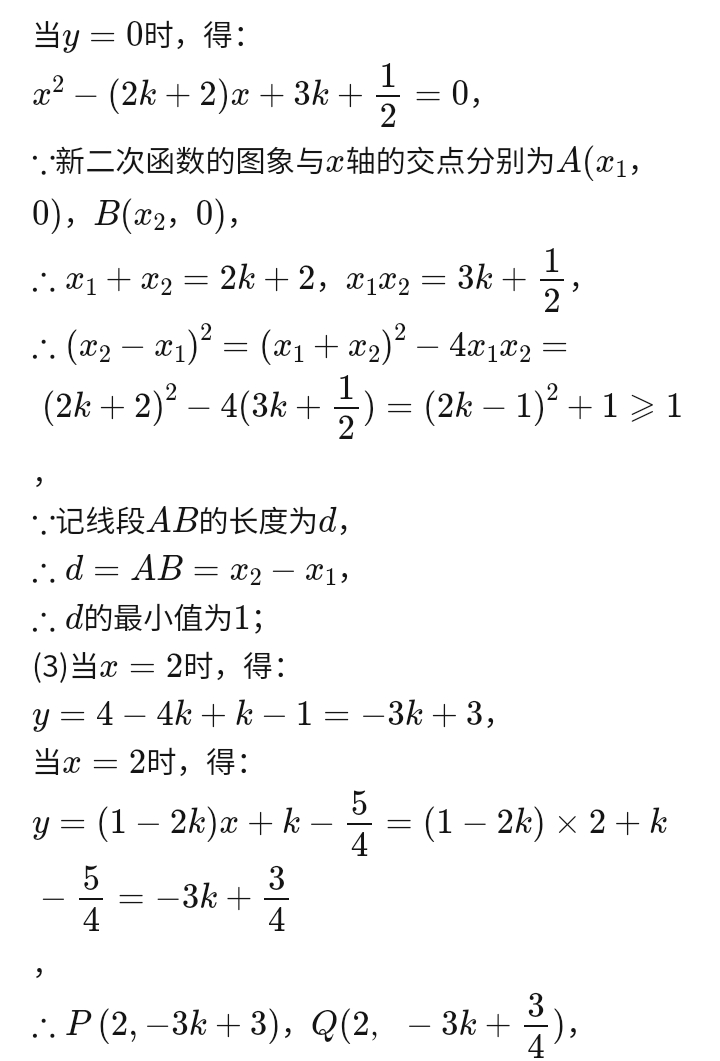 当y = 0时，得：
x² − (2k + 2)x + 3k + 1/2 = 0，
∵新二次函数的图象与x轴的交点分别为A(x₁，
0)，B(x₂，0)，
∴ x₁ + x₂ = 2k + 2，x₁x₂ = 3k + 1/2，
∴ (x₂ − x₁)² = (x₁ + x₂)² − 4x₁x₂ =
(2k + 2)² − 4(3k + 1/2) = (2k − 1)² + 1 ⩾ 1
，
∵记线段AB的长度为d，
∴ d = AB = x₂ − x₁，
∴ d的最小值为1；
(3)当x = 2时，得：
y = 4 − 4k + k − 1 = −3k + 3，
当x = 2时，得：
y = (1 − 2k)x + k − 5/4 = (1 − 2k) × 2 + k
− 5/4 = −3k + 3/4
，
∴ P (2, −3k + 3)，Q(2, − 3k + 3/4)，